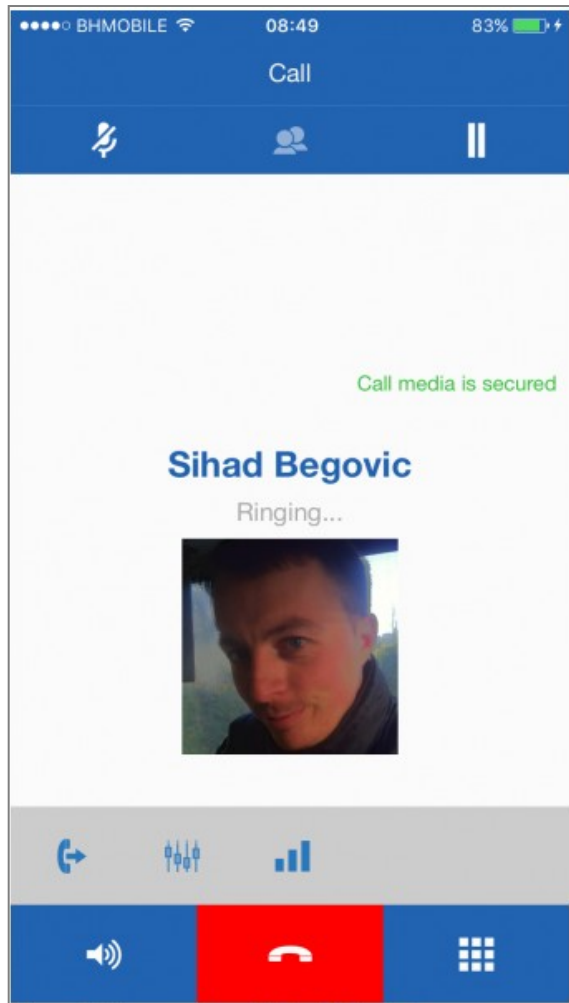 BHMOBILE 08:49 83%
Call
Call media is secured
Sihad Begovic
Ringing...